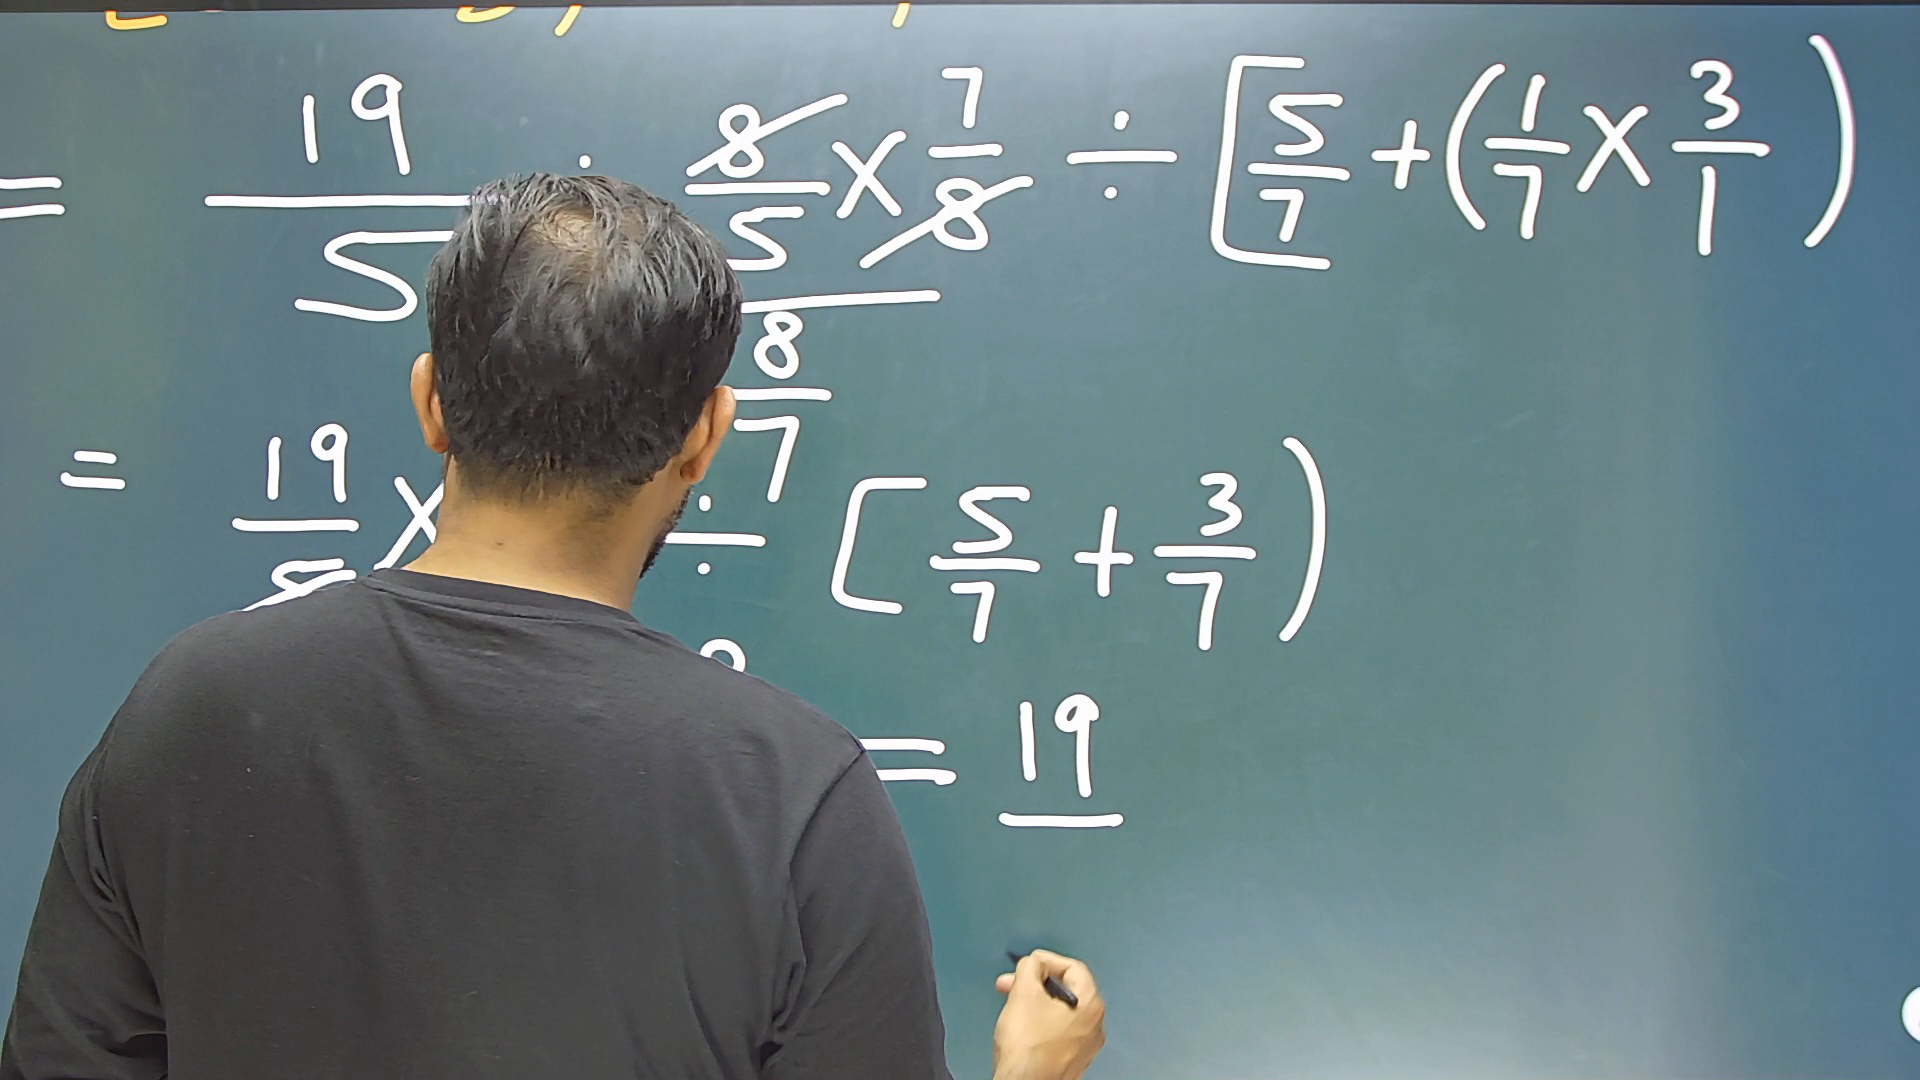 = 19/5 ÷ 8/5 × 7/8 ÷ [5/7 + (1/7 × 3/1)
8/7
= 19/5 × ÷ [5/7 + 3/7)
= 19